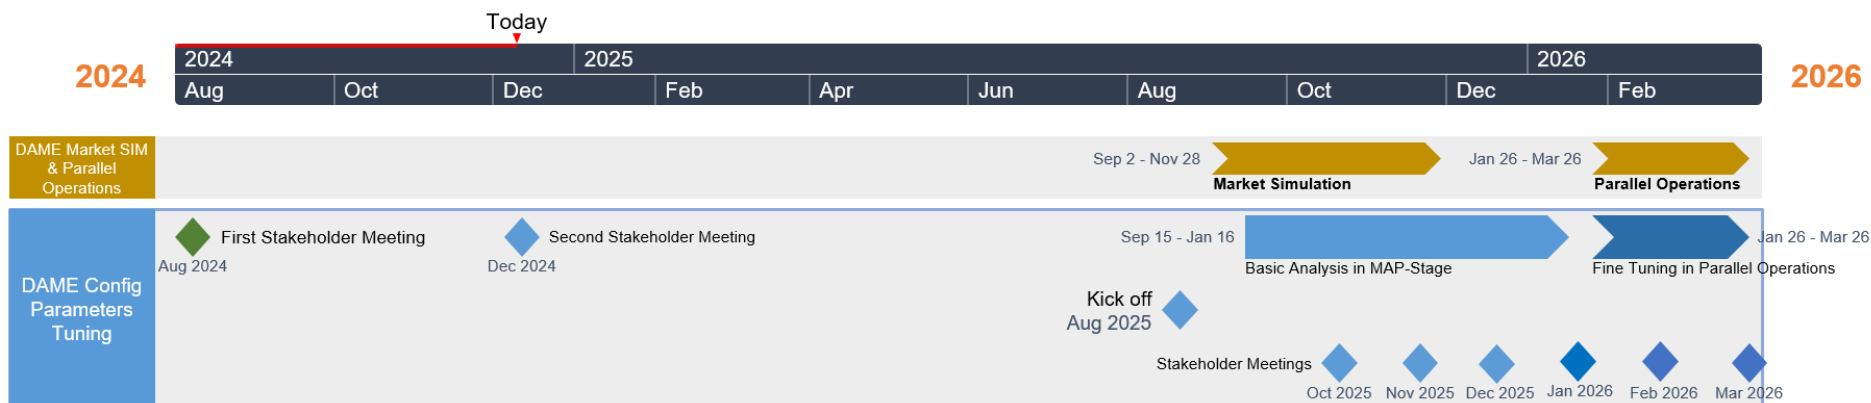 Today
2024
2024 2025 2026
Aug Oct Dec Feb Apr Jun Aug Oct Dec Feb
2026
DAME Market SIM
& Parallel
Operations
Sep 2 - Nov 28
Market Simulation
Jan 26 - Mar 26
Parallel Operations
DAME Config
Parameters
Tuning
First Stakeholder Meeting
Aug 2024
Second Stakeholder Meeting
Dec 2024
Sep 15 - Jan 16
Basic Analysis in MAP-Stage
Jan 26 - Mar 26
Fine Tuning in Parallel Operations
Kick off
Aug 2025
Stakeholder Meetings
Oct 2025 Nov 2025 Dec 2025 Jan 2026 Feb 2026 Mar 2026